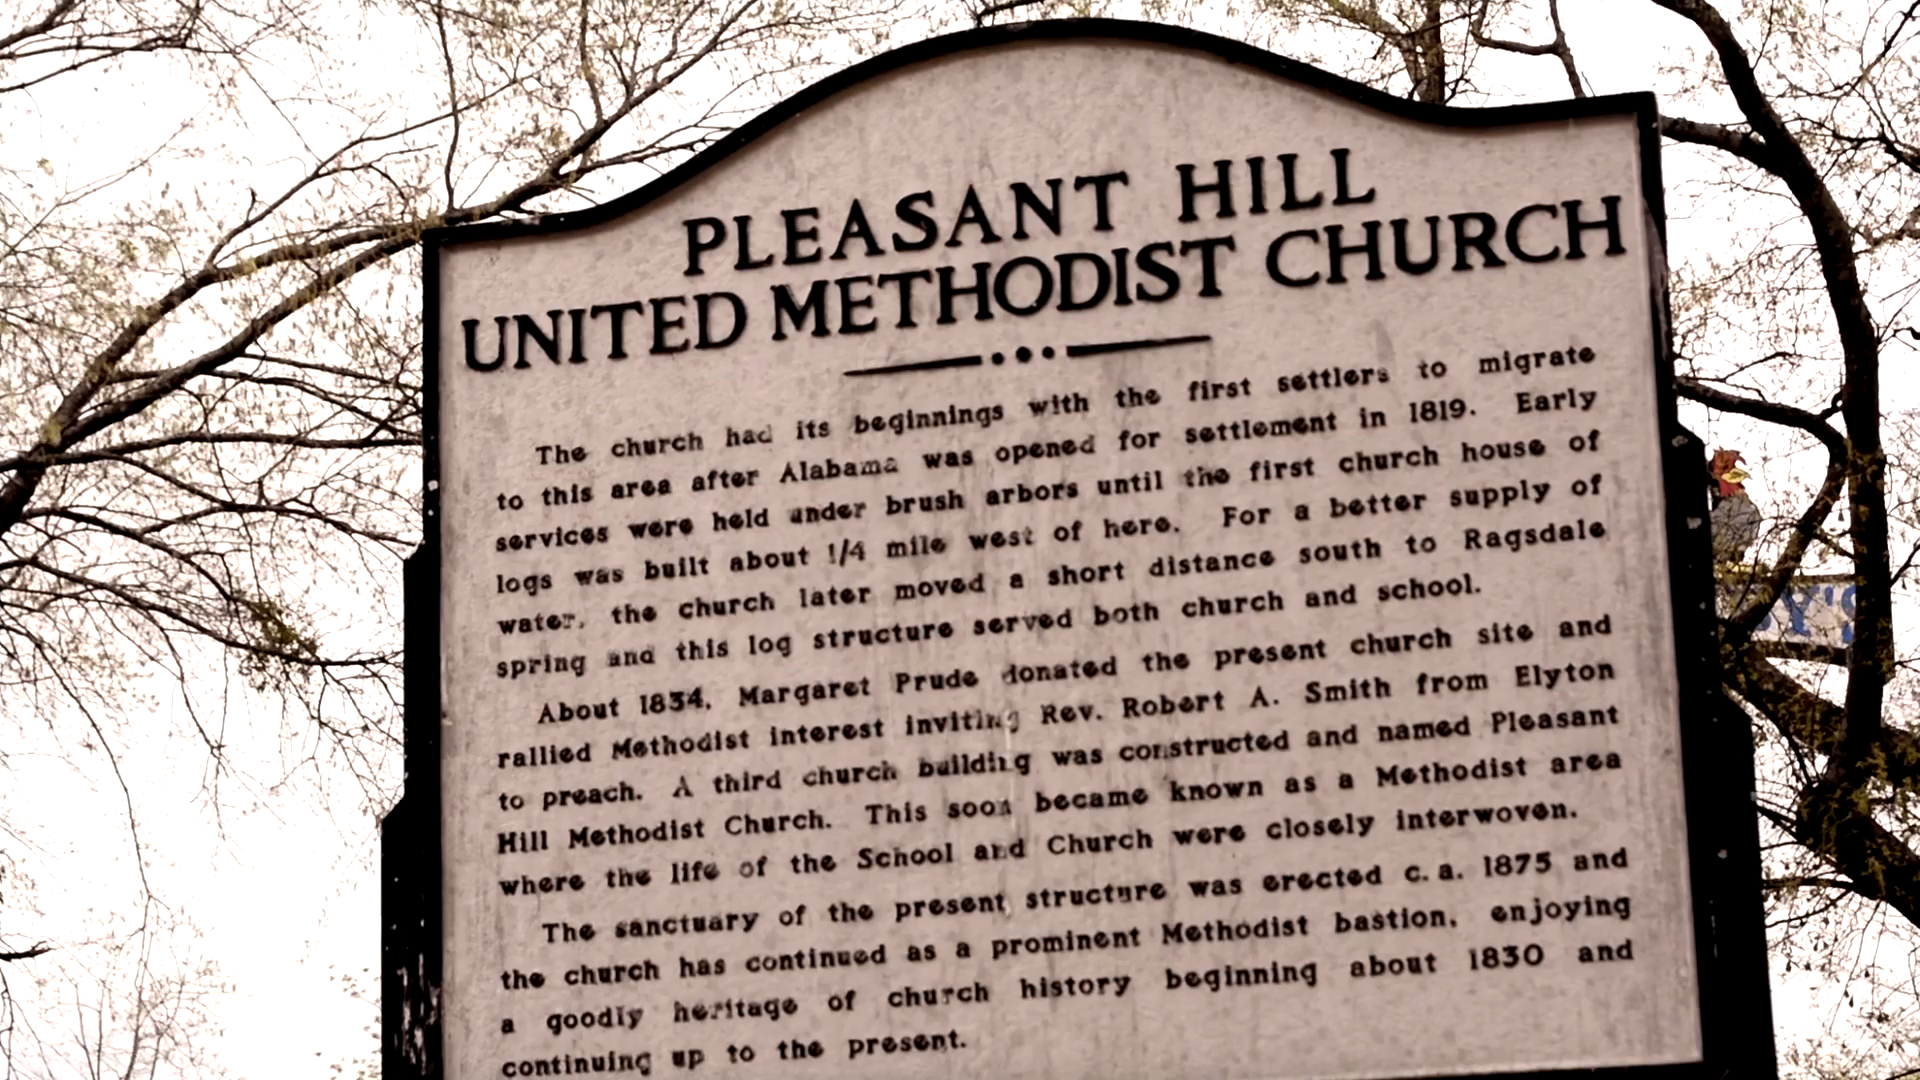 PLEASANT HILL
UNITED METHODIST CHURCH
The church had its beginnings with the first settlers to migrate
to this area after Alabama was opened for settlement in 1819. Early
services were held under brush arbors until the first church house of
logs was built about 1/4 mile west of here. For a better supply of
water, the church later moved a short distance south to Ragsdale
spring and this log structure served both church and school.
About 1834, Margaret Prude donated the present church site and
rallied Methodist interest inviting Rev. Robert A. Smith from Elyton
to preach. A third church building was constructed and named Pleasant
Hill Methodist Church. This soon became known as a Methodist area
where the life of the School and Church were closely interwoven.
The sanctuary of the present structure was erected c.a. 1875 and
the church has continued as a prominent Methodist bastion, enjoying
a goodly heritage of church history beginning about 1830 and
continuing up to the present.